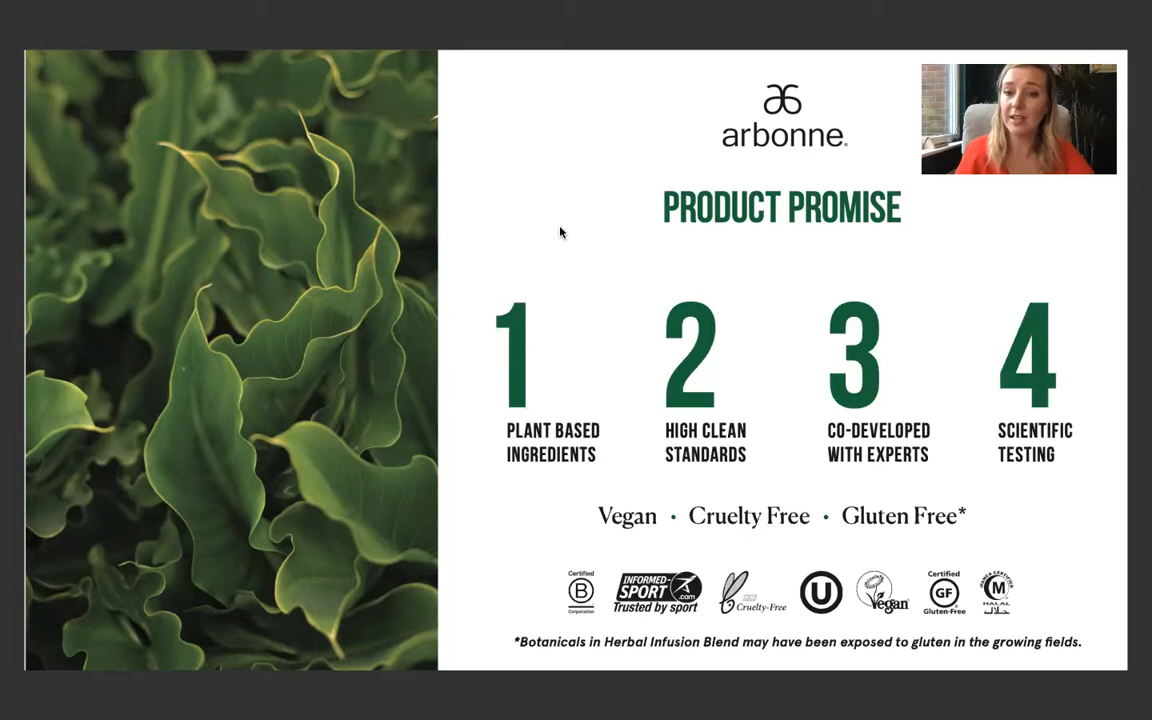 arbonne.
PRODUCT PROMISE
1
PLANT BASED
INGREDIENTS
2
HIGH CLEAN
STANDARDS
3
CO-DEVELOPED
WITH EXPERTS
4
SCIENTIFIC
TESTING
Vegan • Cruelty Free • Gluten Free*
Certified
B
Corporation
INFORMED-
SPORT
.com
Trusted by sport
Cruelty-Free
U
Vegan
Certified
GF
Gluten-Free
M
HALAL
حلال
*Botanicals in Herbal Infusion Blend may have been exposed to gluten in the growing fields.